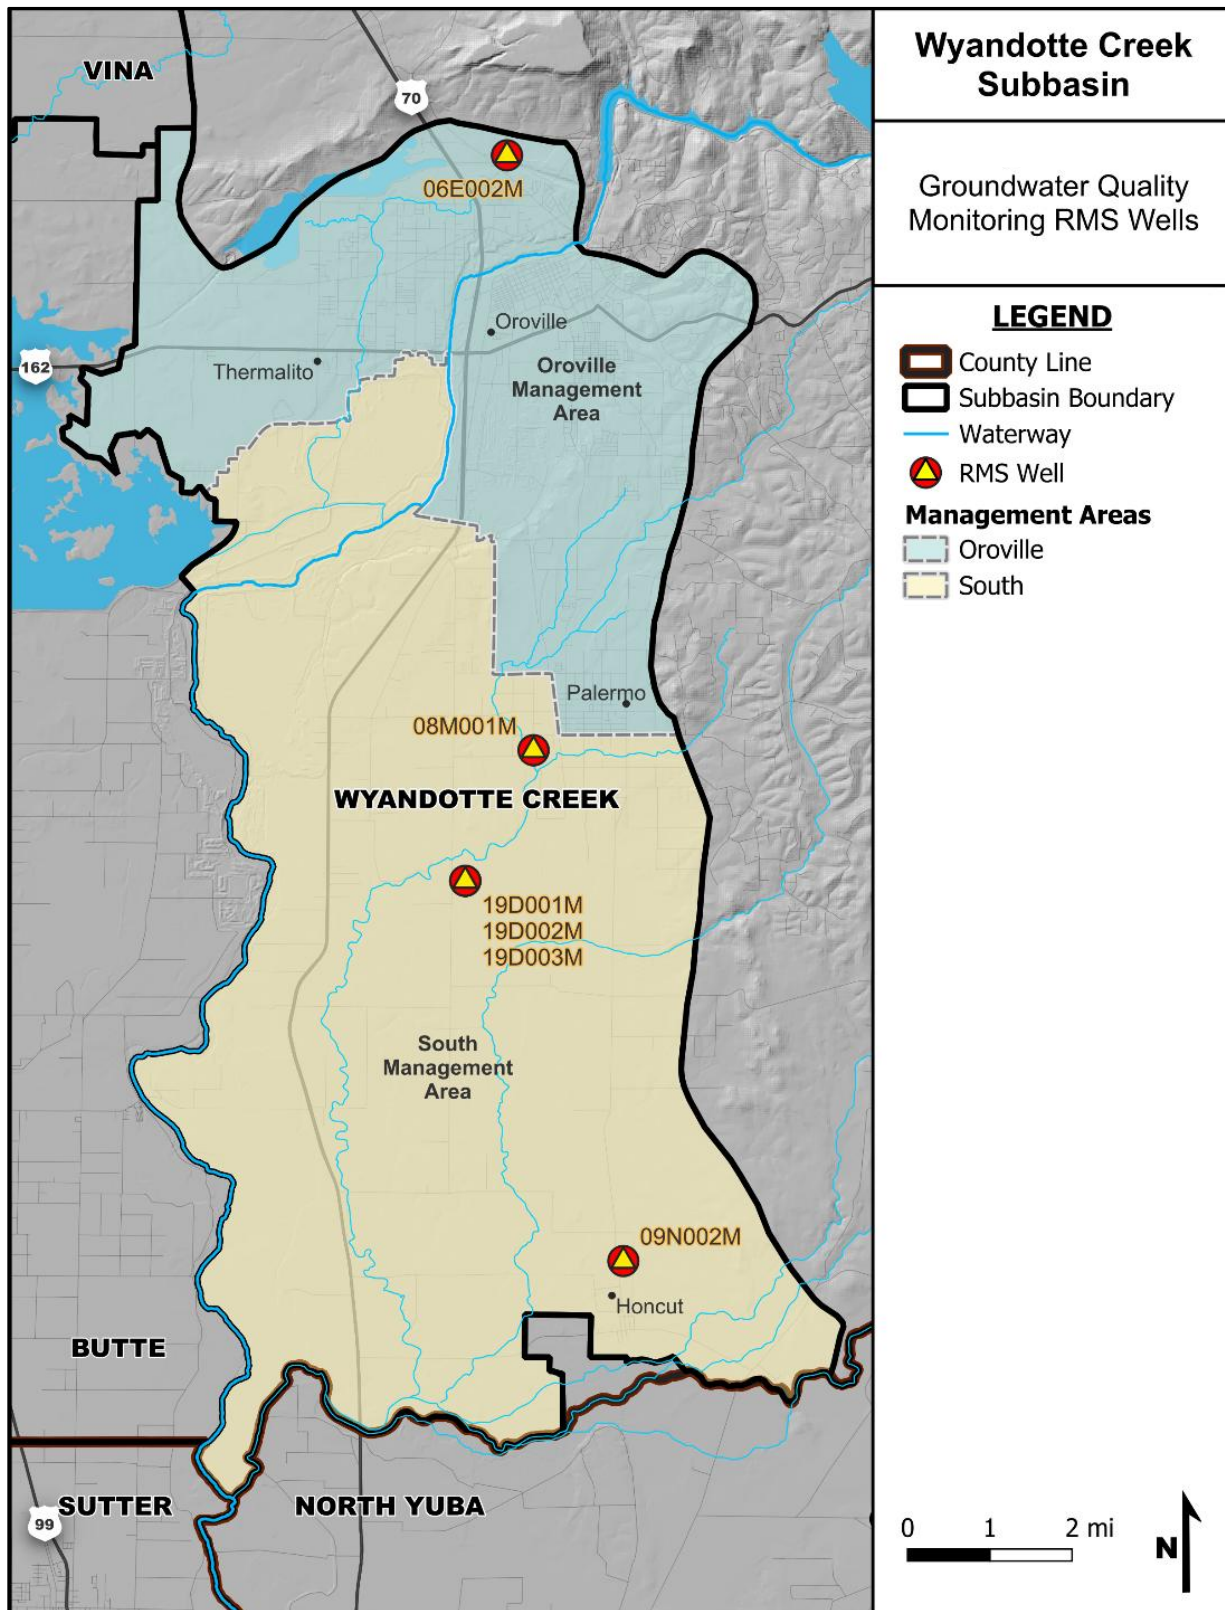 Wyandotte Creek
Subbasin
Groundwater Quality
Monitoring RMS Wells
LEGEND
County Line
Subbasin Boundary
Waterway
RMS Well
Management Areas
Oroville
South
VINA
70
06E002M
Oroville
162
Thermalito
Oroville
Management
Area
Palermo
08M001M
WYANDOTTE CREEK
19D001M
19D002M
19D003M
South
Management
Area
09N002M
Honcut
BUTTE
SUTTER
NORTH YUBA
99
0 1 2 mi
N